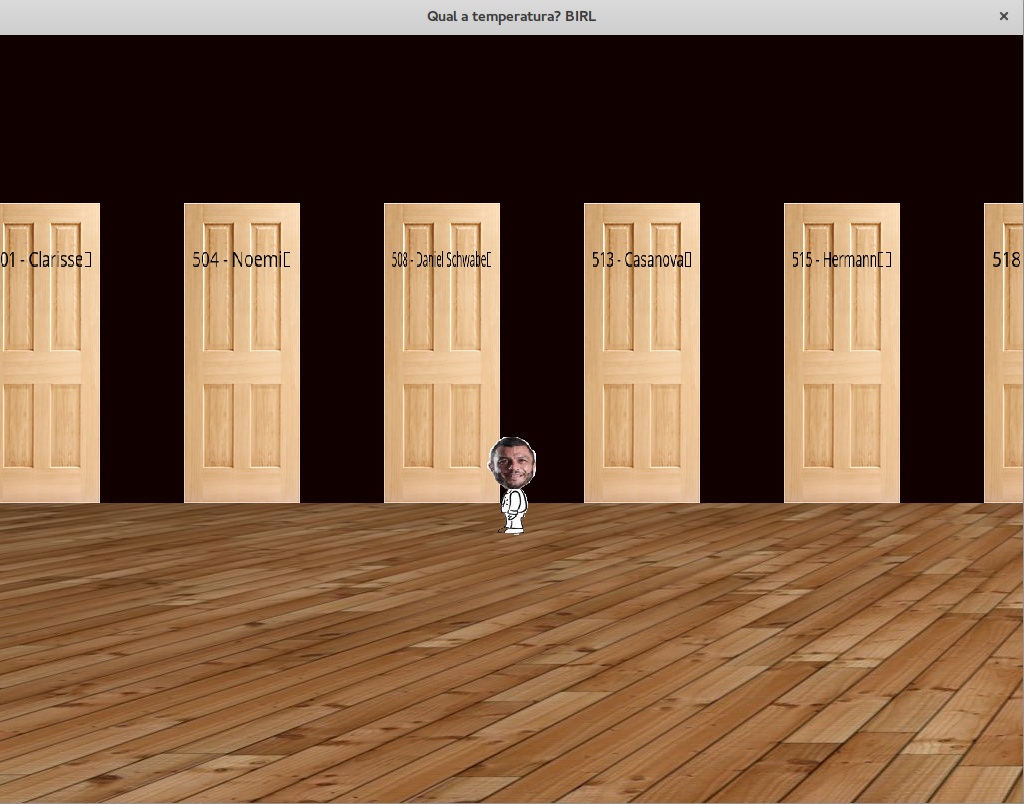 Qual a temperatura? BIRL
01 - Clarisse
504 - Noemi
508 - Daniel Schwabe
513 - Casanova
515 - Hermann
518